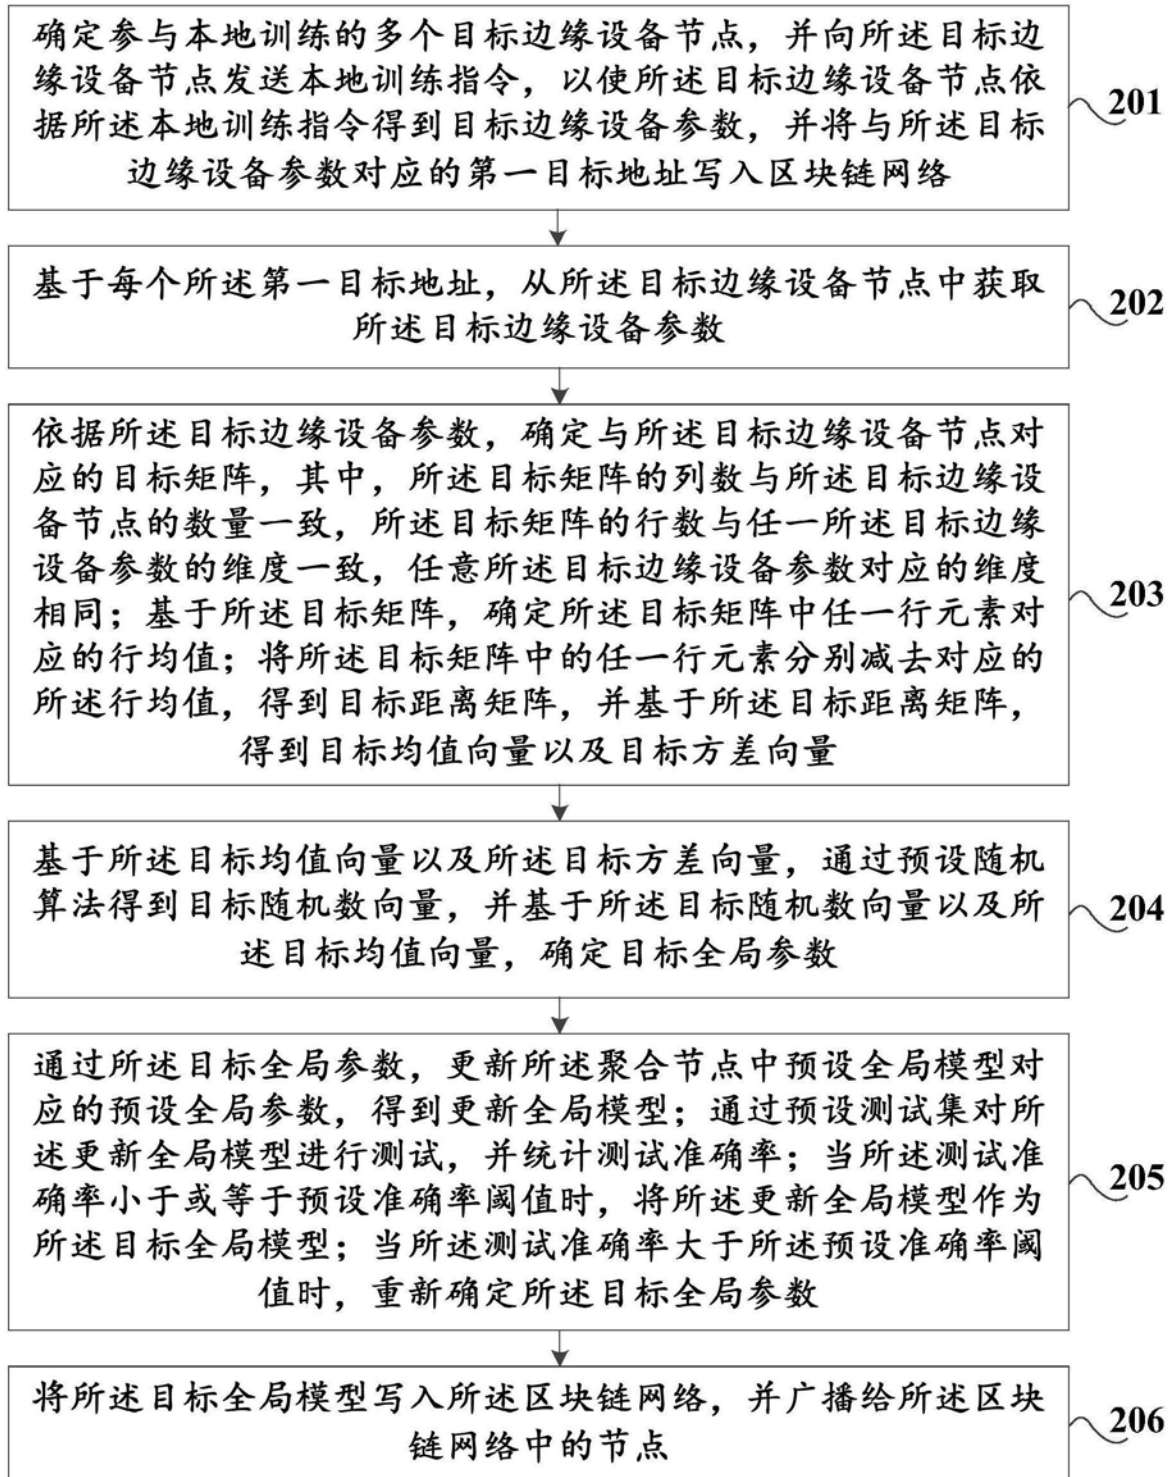 确定参与本地训练的多个目标边缘设备节点，并向所述目标边
缘设备节点发送本地训练指令，以使所述目标边缘设备节点依
据所述本地训练指令得到目标边缘设备参数，并将与所述目标
边缘设备参数对应的第一目标地址写入区块链网络
201
基于每个所述第一目标地址，从所述目标边缘设备节点中获取
所述目标边缘设备参数
202
依据所述目标边缘设备参数，确定与所述目标边缘设备节点对
应的目标矩阵，其中，所述目标矩阵的列数与所述目标边缘设
备节点的数量一致，所述目标矩阵的行数与任一所述目标边缘
设备参数的维度一致，任意所述目标边缘设备参数对应的维度
相同；基于所述目标矩阵，确定所述目标矩阵中任一行元素对
应的行均值；将所述目标矩阵中的任一行元素分别减去对应的
所述行均值，得到目标距离矩阵，并基于所述目标距离矩阵，
得到目标均值向量以及目标方差向量
203
基于所述目标均值向量以及所述目标方差向量，通过预设随机
算法得到目标随机数向量，并基于所述目标随机数向量以及所
述目标均值向量，确定目标全局参数
204
通过所述目标全局参数，更新所述聚合节点中预设全局模型对
应的预设全局参数，得到更新全局模型；通过预设测试集对所
述更新全局模型进行测试，并统计测试准确率；当所述测试准
确率小于或等于预设准确率阈值时，将所述更新全局模型作为
所述目标全局模型；当所述测试准确率大于所述预设准确率阈
值时，重新确定所述目标全局参数
205
将所述目标全局模型写入所述区块链网络，并广播给所述区块
链网络中的节点
206